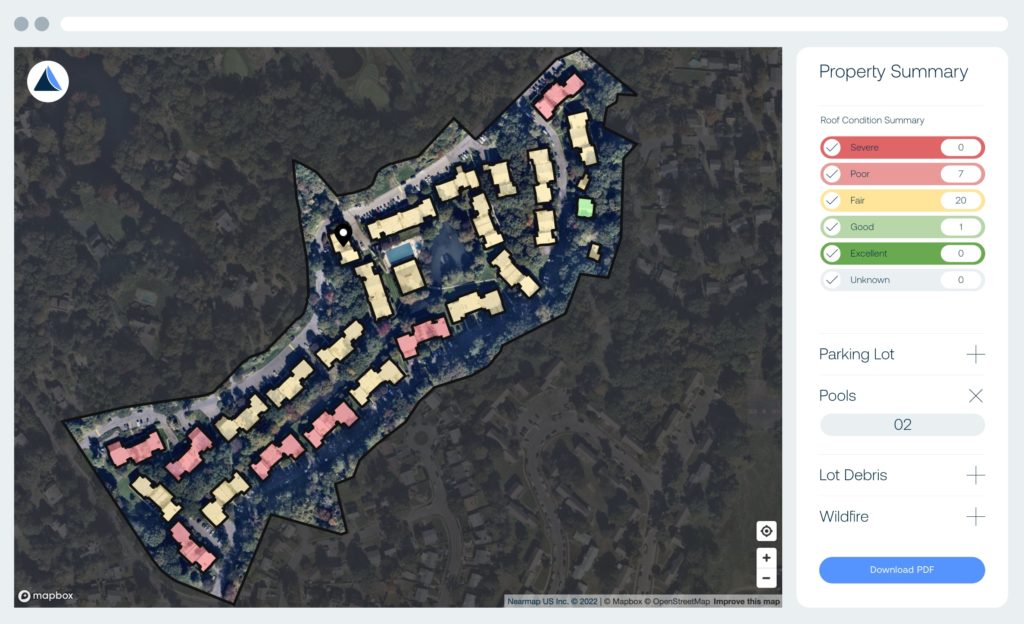 Property Summary
Roof Condition Summary
Severe 0
Poor 7
Fair 20
Good 1
Excellent 0
Unknown 0
Parking Lot
Pools
02
Lot Debris
Wildfire
Download PDF
mapbox
Nearmap US Inc. © 2022 | © Mapbox © OpenStreetMap Improve this map